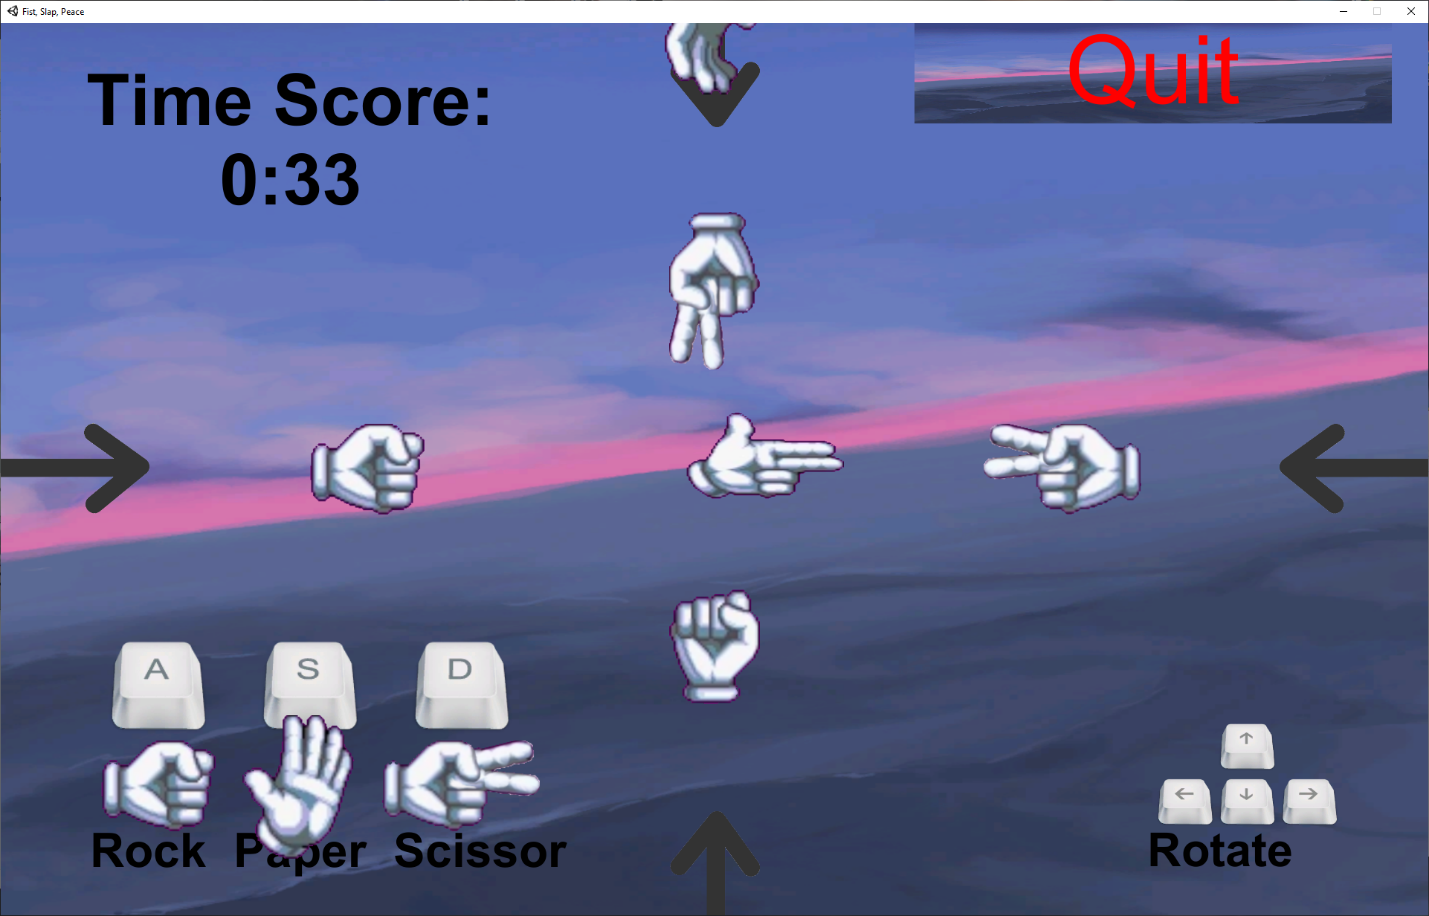 Fist, Slap, Peace
Time Score:
0:33
Quit
A S D
Rock Paper Scissor
Rotate